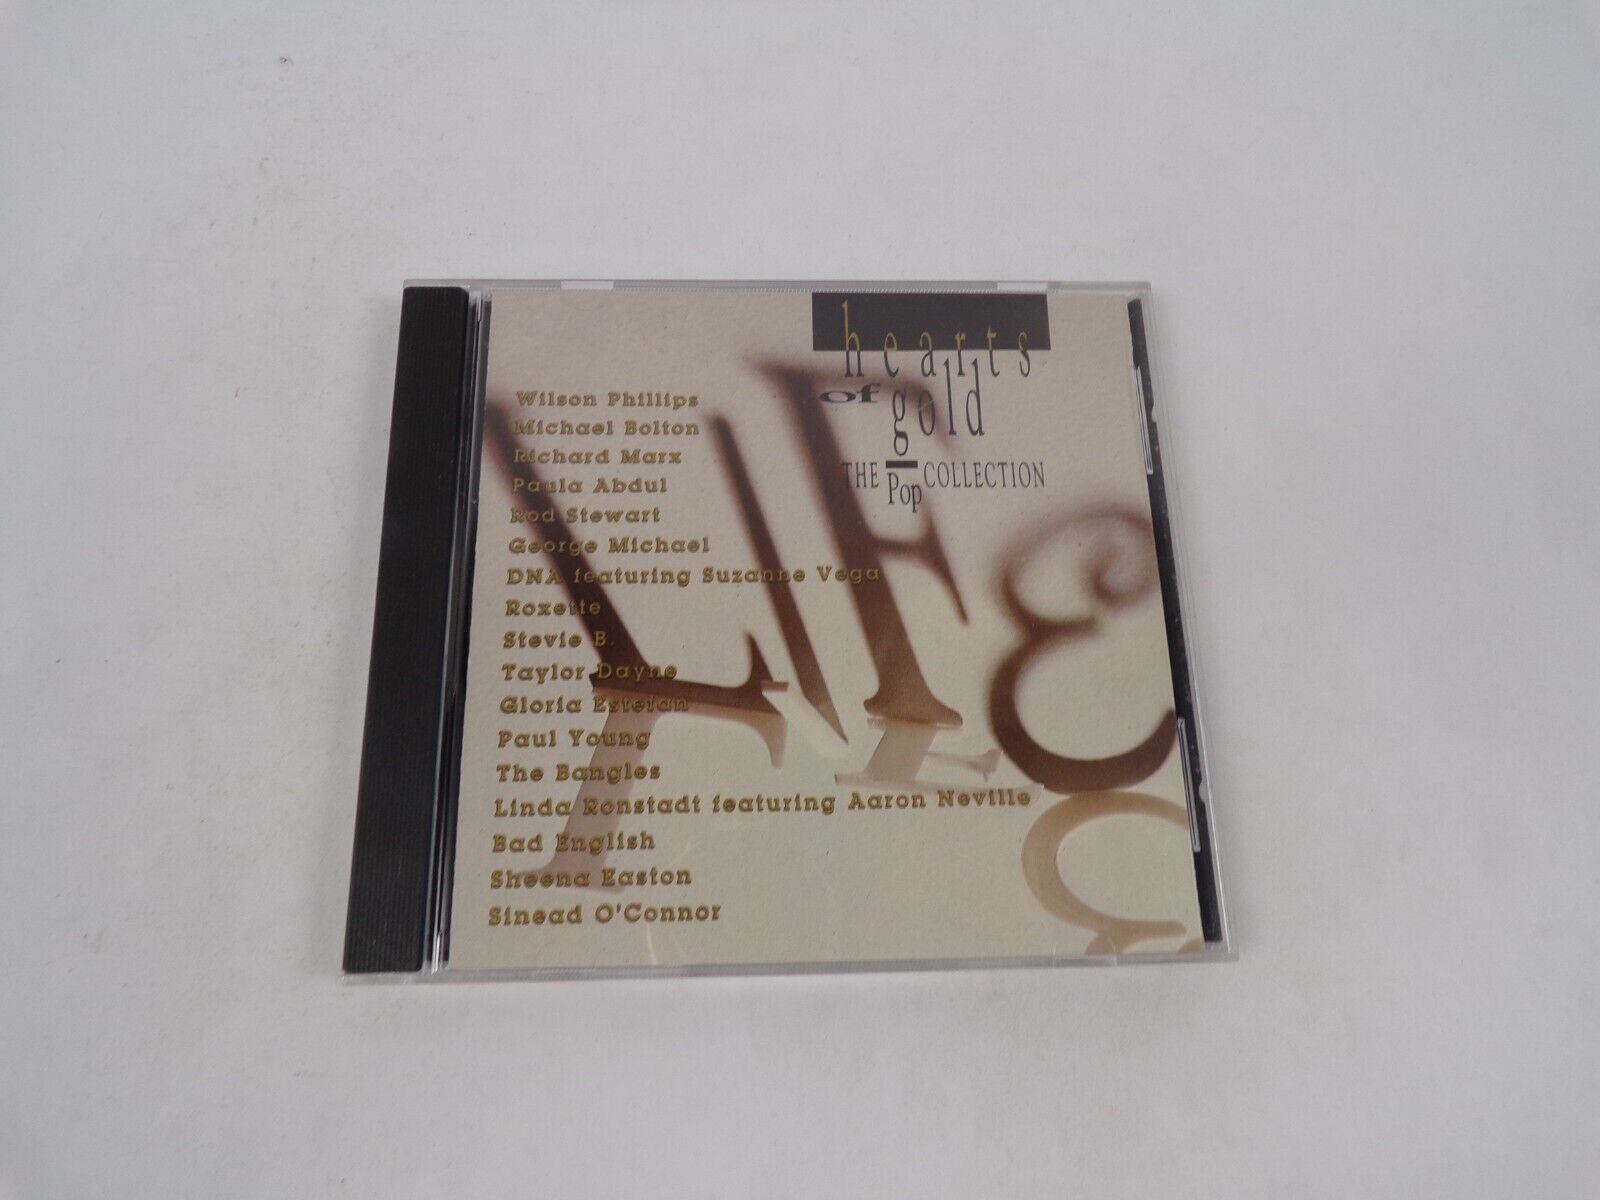 hearts
of gold
THE Pop COLLECTION
LIFE
Wilson Phillips
Michael Bolton
Richard Marx
Paula Abdul
Rod Stewart
George Michael
DNA featuring Suzanne Vega
Roxette
Stevie B.
Taylor Dayne
Gloria Estefan
Paul Young
The Bangles
Linda Ronstadt featuring Aaron Neville
Bad English
Sheena Easton
Sinead O'Connor